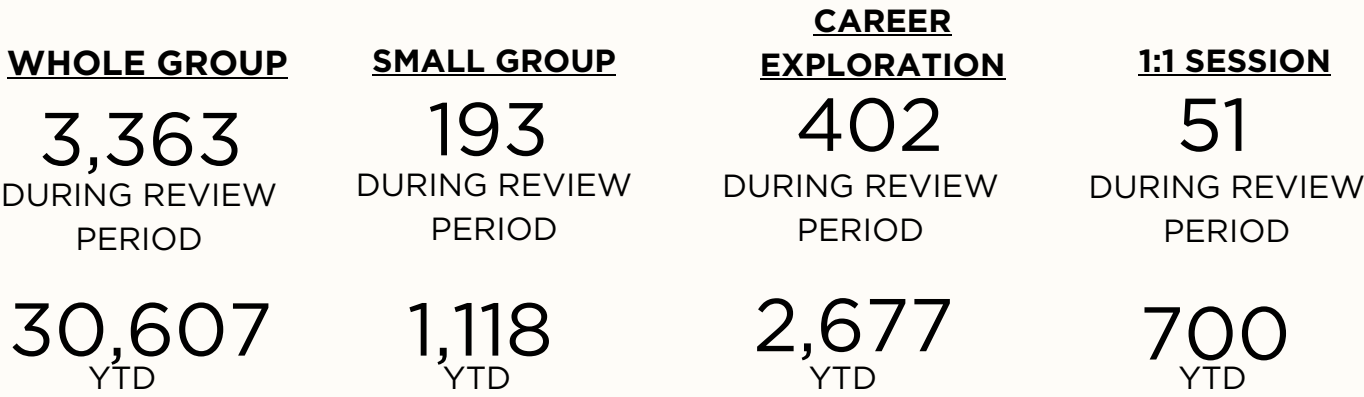 WHOLE GROUP
3,363
DURING REVIEW
PERIOD
30,607
YTD
SMALL GROUP
193
DURING REVIEW
PERIOD
1,118
YTD
CAREER
EXPLORATION
402
DURING REVIEW
PERIOD
2,677
YTD
1:1 SESSION
51
DURING REVIEW
PERIOD
700
YTD